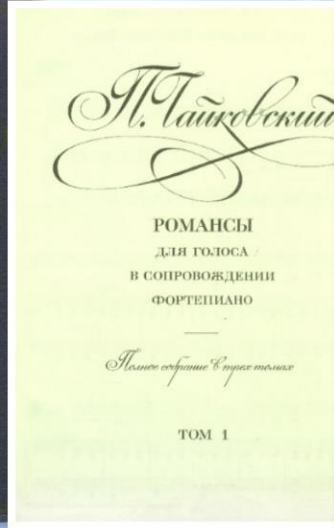 П. Чайковский
РОМАНСЫ
ДЛЯ ГОЛОСА
В СОПРОВОЖДЕНИИ
ФОРТЕПИАНО
Полное собрание в трех томах
ТОМ 1